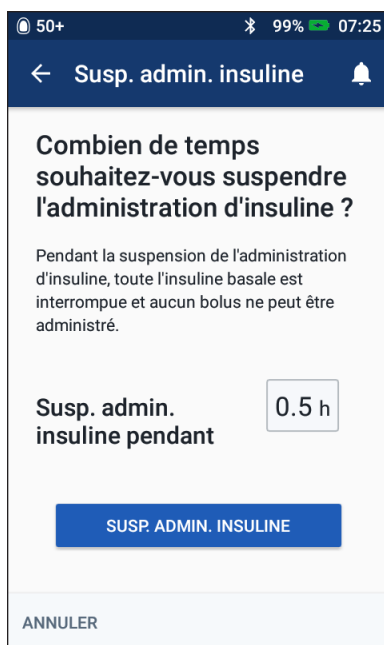 50+ 99% 07:25
Susp. admin. insuline
Combien de temps
souhaitez-vous suspendre
l'administration d'insuline ?
Pendant la suspension de l'administration
d'insuline, toute l'insuline basale est
interrompue et aucun bolus ne peut être
administré.
Susp. admin.
insuline pendant
0.5 h
SUSP. ADMIN. INSULINE
ANNULER